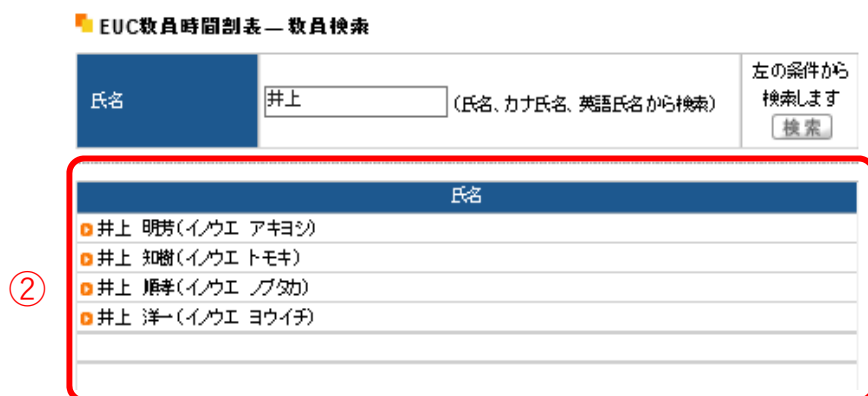 EUC教員時間割表―教員検索
氏名
井上
(氏名、カナ氏名、英語氏名から検索)
左の条件から
検索します
検索
氏名
井上 明芳(イノウエ アキヨシ)
井上 知樹(イノウエ トモキ)
井上 順孝(イノウエ ノブタカ)
井上 洋一(イノウエ ヨウイチ)
②